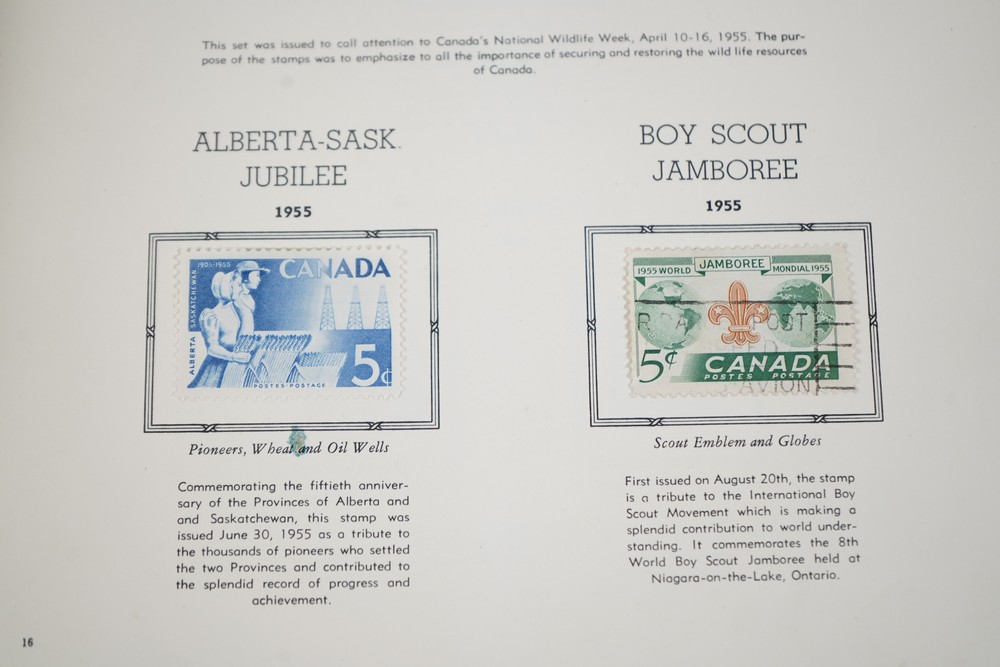 This set was issued to call attention to Canada's National Wildlife Week, April 10-16, 1955. The pur-
pose of the stamps was to emphasize to all the importance of securing and restoring the wild life resources
of Canada.
ALBERTA-SASK.
JUBILEE
1955
1905-1955
CANADA
ALBERTA SASKATCHEWAN
5¢
POSTES-POSTAGE
Pioneers, Wheat and Oil Wells
Commemorating the fiftieth anniver-
sary of the Provinces of Alberta and
and Saskatchewan, this stamp was
issued June 30, 1955 as a tribute to
the thousands of pioneers who settled
the two Provinces and contributed to
the splendid record of progress and
achievement.
BOY SCOUT
JAMBOREE
1955
1955 WORLD JAMBOREE MONDIAL 1955
POST
AVION
5¢ CANADA
POSTES POSTAGE
Scout Emblem and Globes
First issued on August 20th, the stamp
is a tribute to the International Boy
Scout Movement which is making a
splendid contribution to world under-
standing. It commemorates the 8th
World Boy Scout Jamboree held at
Niagara-on-the-Lake, Ontario.
16